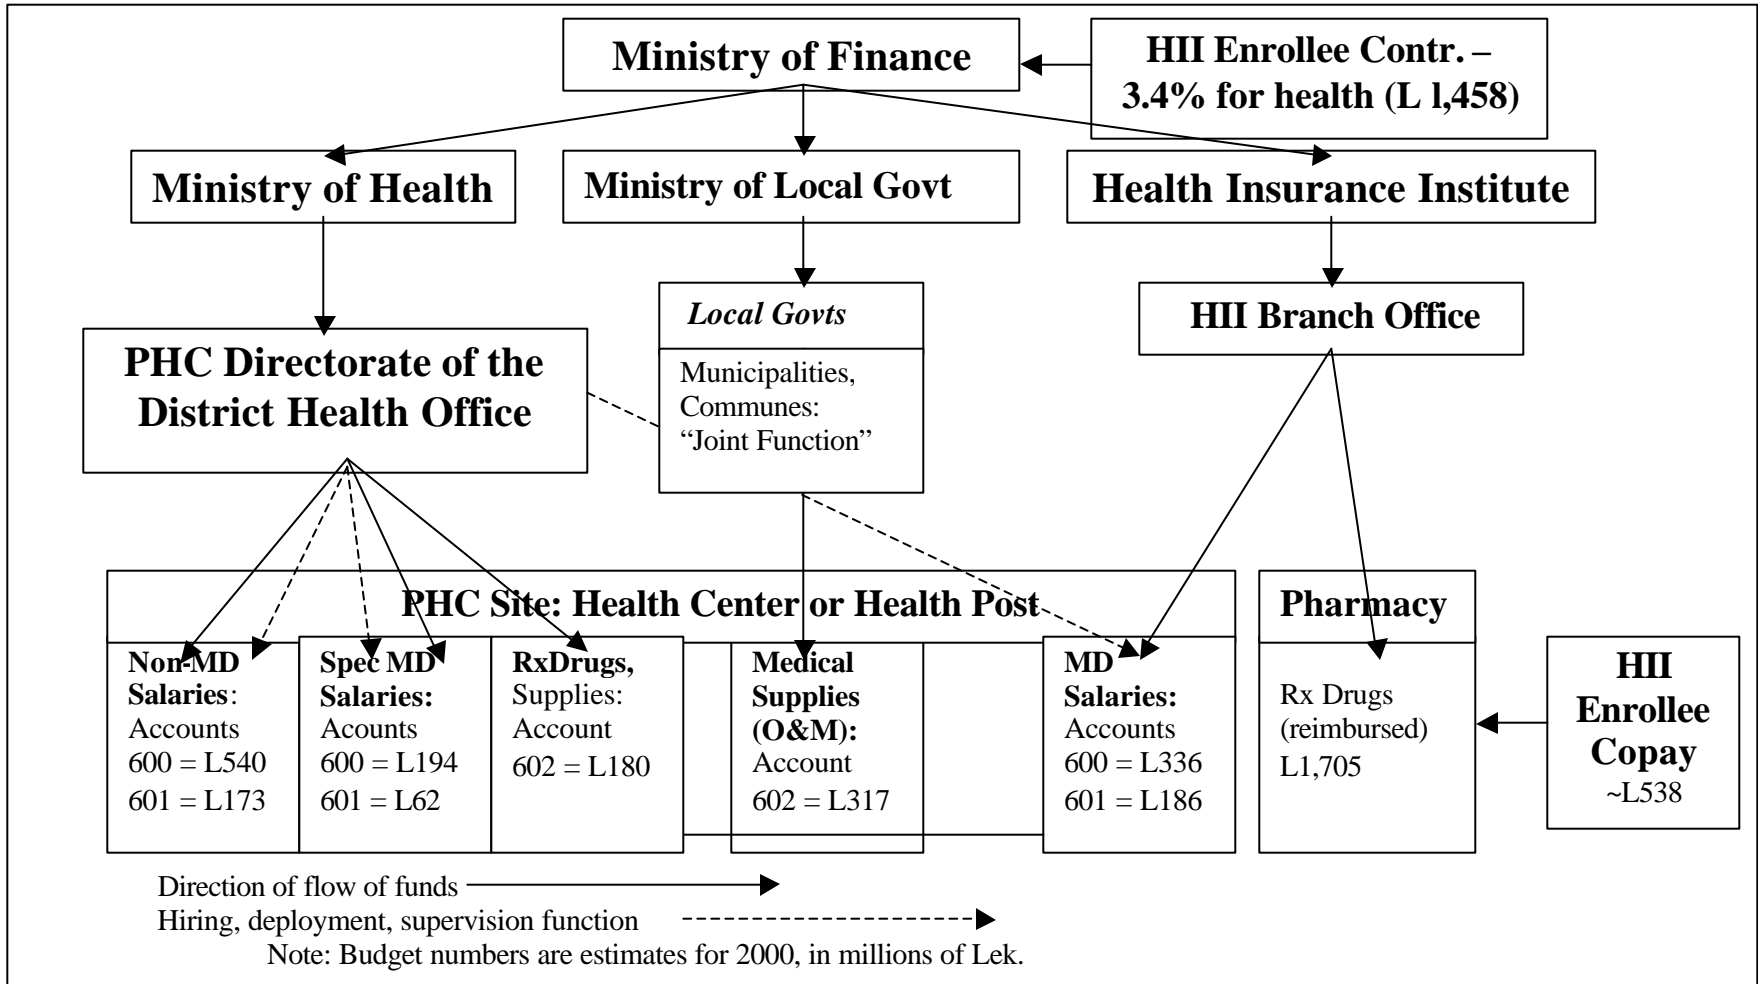 Ministry of Finance
HII Enrollee Contr. –
3.4% for health (L l,458)
Ministry of Health
Ministry of Local Govt
Health Insurance Institute
PHC Directorate of the
District Health Office
Local Govts
Municipalities,
Communes:
“Joint Function”
HII Branch Office
PHC Site: Health Center or Health Post
Pharmacy
Non-MD
Salaries:
Accounts
600 = L540
601 = L173
Spec MD
Salaries:
Acounts
600 = L194
601 = L62
RxDrugs,
Supplies:
Account
602 = L180
Medical
Supplies
(O&M):
Account
602 = L317
MD
Salaries:
Accounts
600 = L336
601 = L186
Rx Drugs
(reimbursed)
L1,705
HII
Enrollee
Copay
~L538
Direction of flow of funds
Hiring, deployment, supervision function
Note: Budget numbers are estimates for 2000, in millions of Lek.